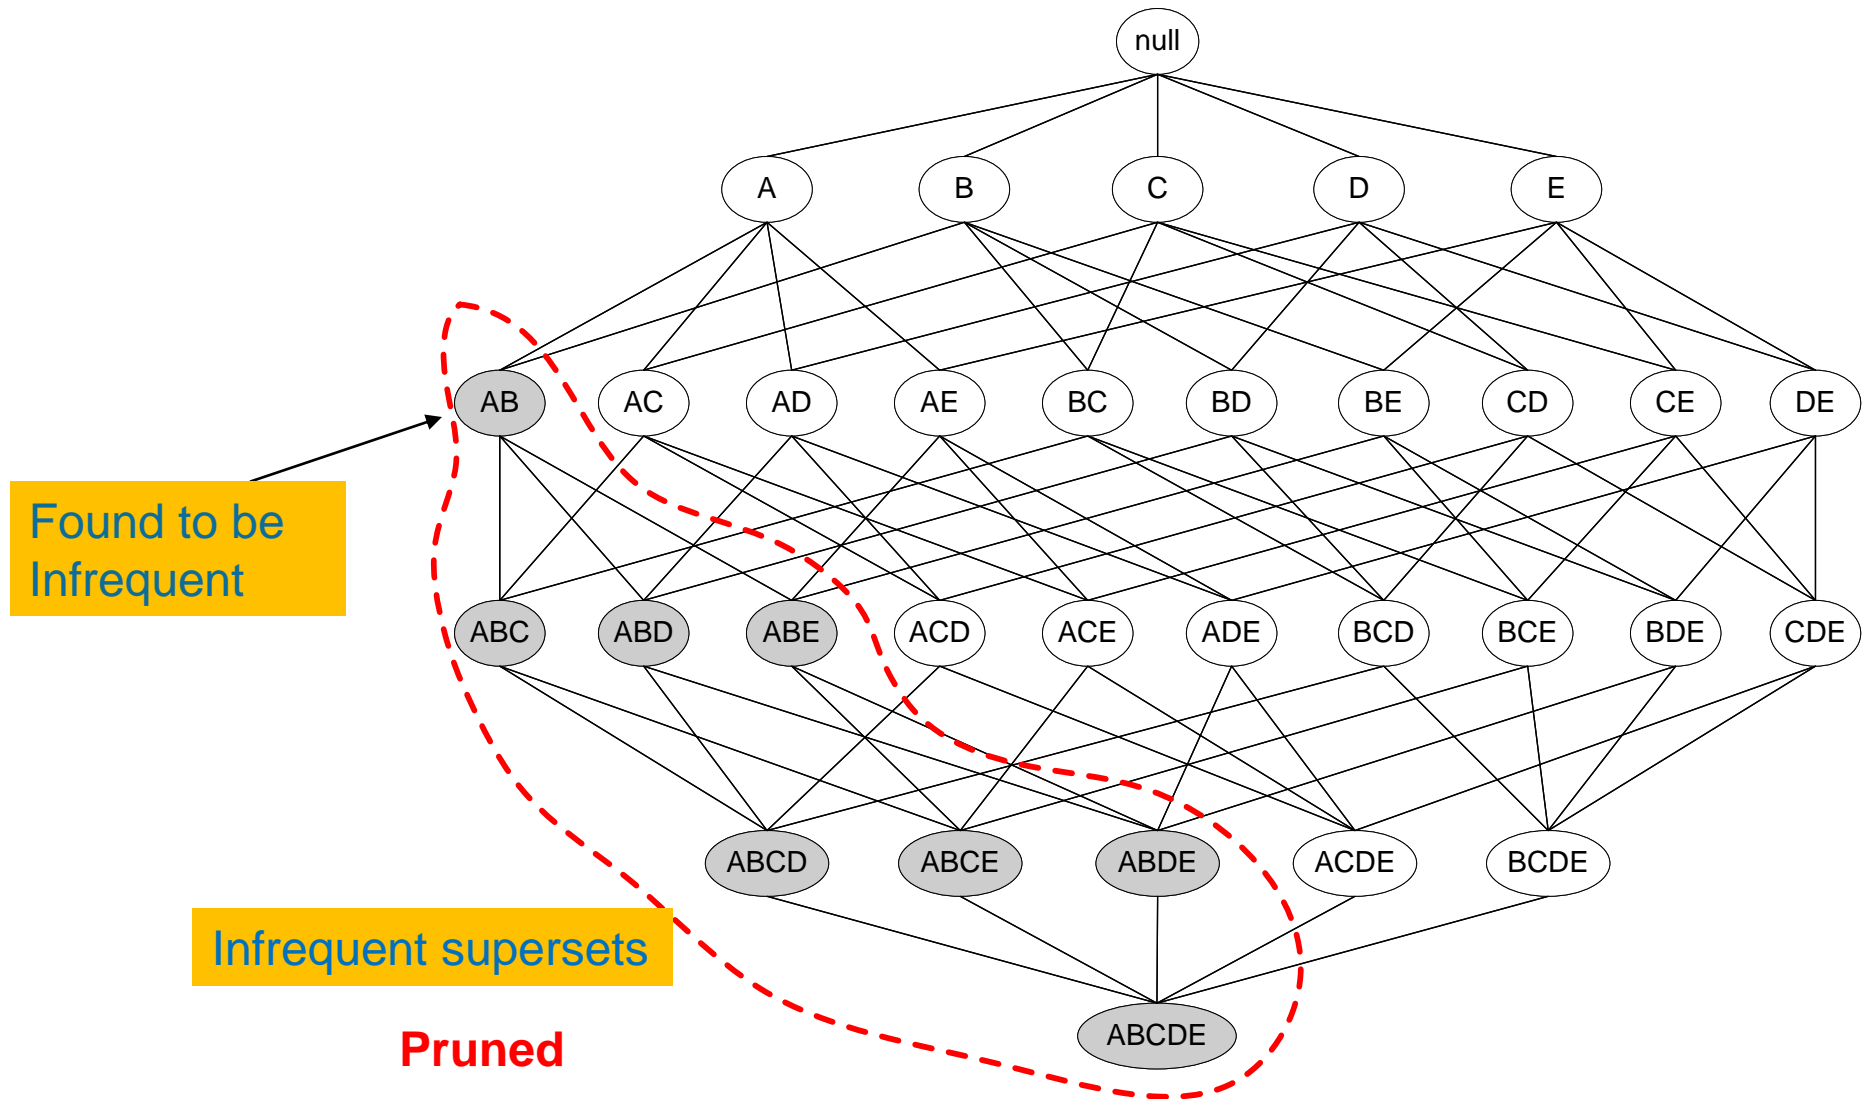 null
A B C D E
AB AC AD AE BC BD BE CD CE DE
Found to be
Infrequent
ABC ABD ABE ACD ACE ADE BCD BCE BDE CDE
ABCD ABCE ABDE ACDE BCDE
Infrequent supersets
ABCDE
Pruned